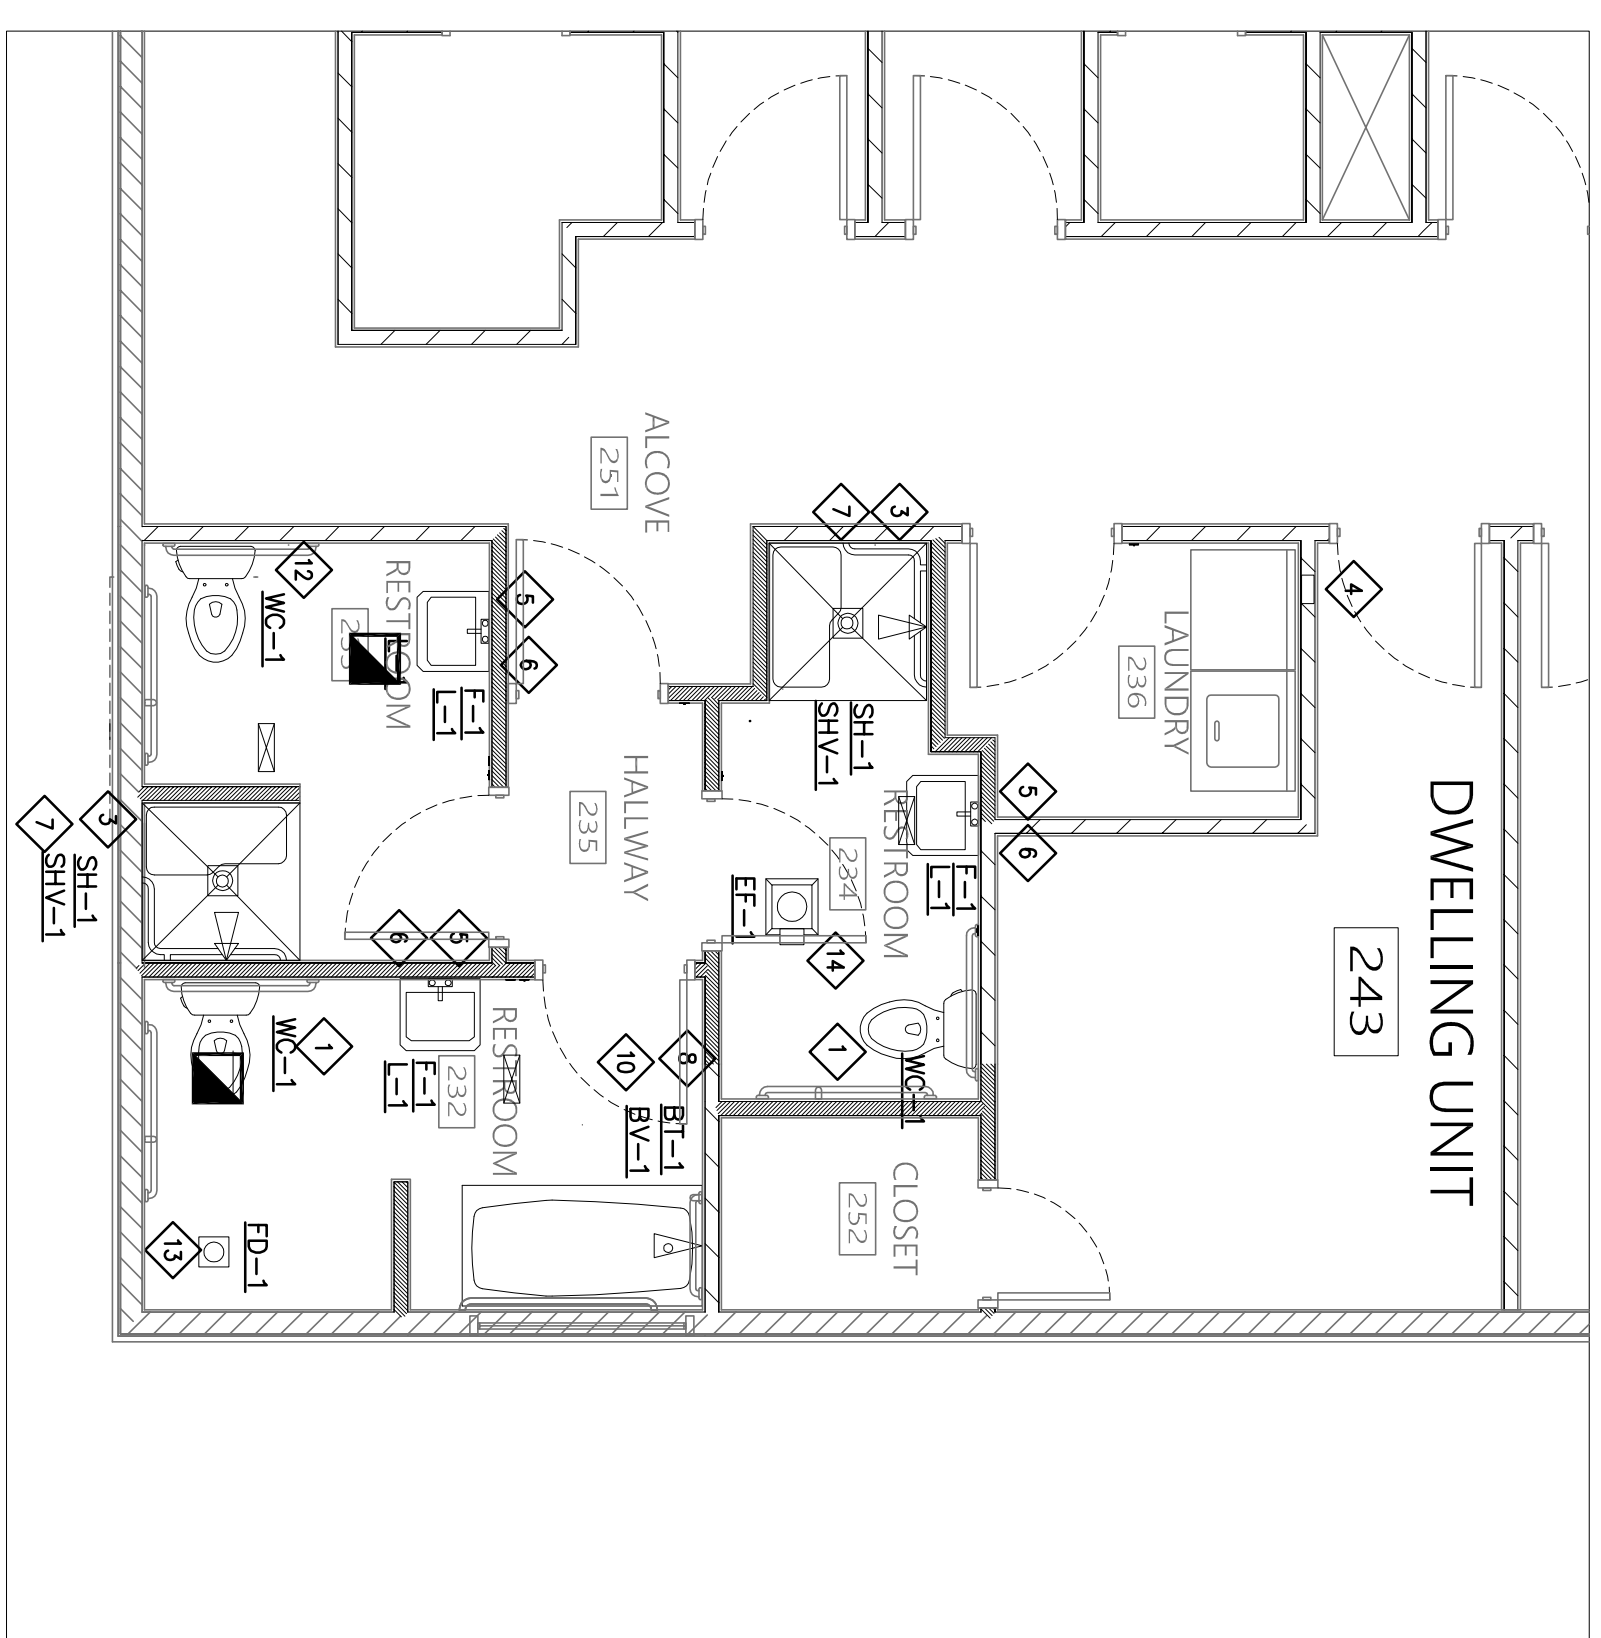 ALCOVE
251
7
3
12
WC-1
RESTROOM
233
5
6
F-1
L-1
4
LAUNDRY
236
SH-1
SHV-1
HALLWAY
235
5
6
RESTROOM
234
F-1
L-1
EF-1
14
1
WC-1
DWELLING UNIT
243
3
7
SH-1
SHV-1
6
5
WC-1
1
F-1
L-1
RESTROOM
232
10
8
BT-1
BV-1
CLOSET
252
13
FD-1